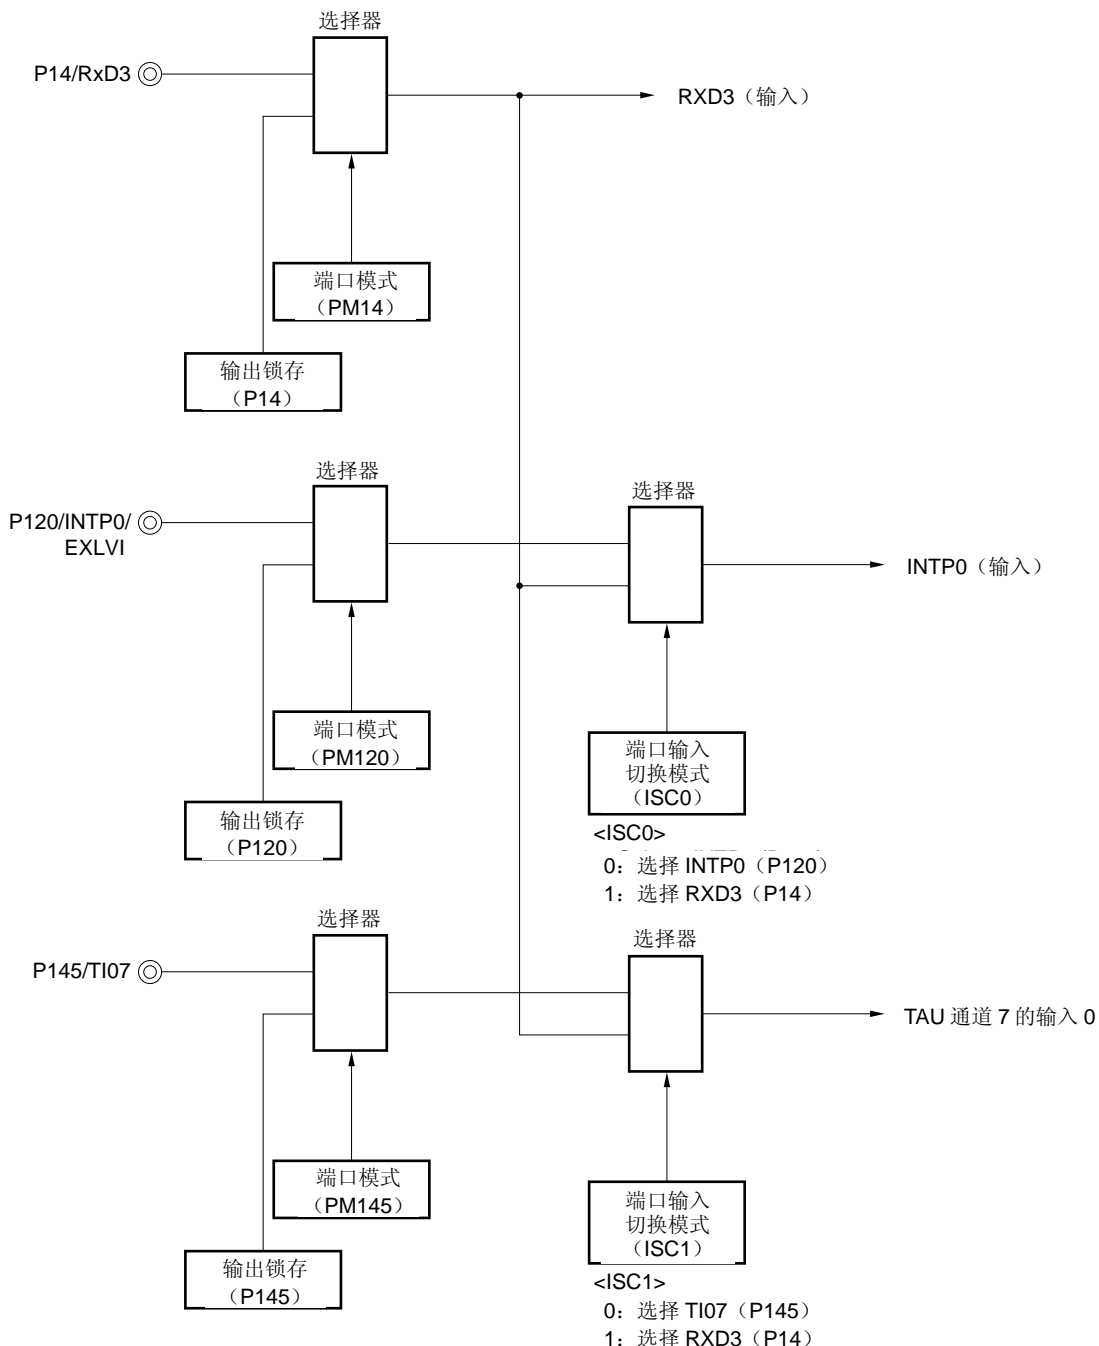 选择器
P14/RxD3
RXD3（输入）
端口模式
（PM14）
输出锁存
（P14）
选择器
P120/INTP0/
EXLVI
选择器
INTP0（输入）
端口模式
（PM120）
输出锁存
（P120）
端口输入
切换模式
（ISC0）
<ISC0>
0：选择 INTP0（P120）
1：选择 RXD3（P14）
选择器
P145/TI07
选择器
TAU 通道 7 的输入 0
端口模式
（PM145）
输出锁存
（P145）
端口输入
切换模式
（ISC1）
<ISC1>
0：选择 TI07（P145）
1：选择 RXD3（P14）